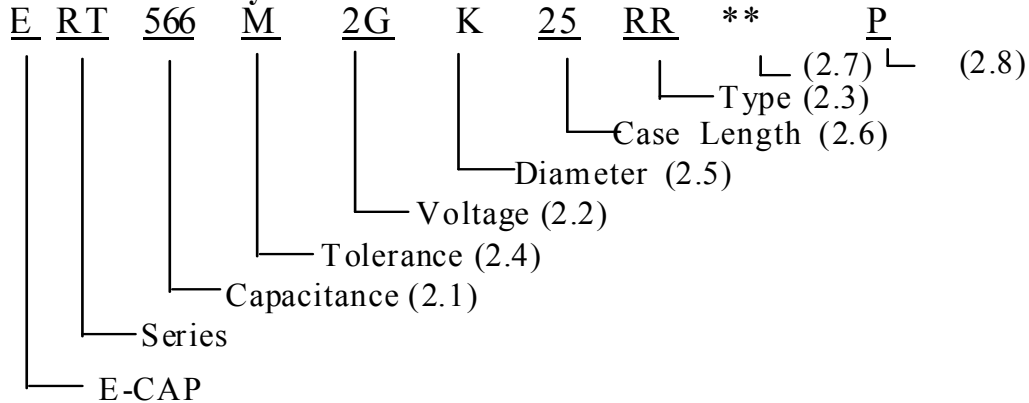 E RT 566 M 2G K 25 RR ** P
(2.7) (2.8)
Type (2.3)
Case Length (2.6)
Diameter (2.5)
Voltage (2.2)
Tolerance (2.4)
Capacitance (2.1)
Series
E-CAP